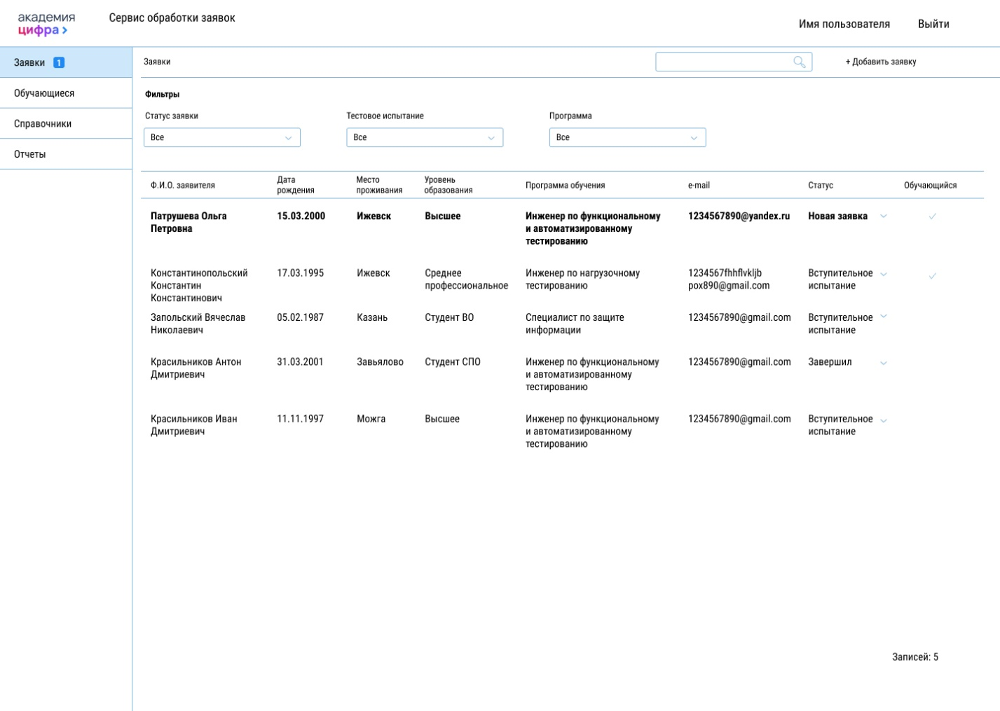 академия
цифра
Сервис обработки заявок
Имя пользователя
Выйти
Заявки 1
Обучающиеся
Справочники
Отчеты
Заявки
+ Добавить заявку
Фильтры
Статус заявки
Тестовое испытание
Программа
Все
Все
Все
Ф.И.О. заявителя
Дата
рождения
Место
проживания
Уровень
образования
Программа обучения
e-mail
Статус
Обучающийся
Патрушева Ольга
Петровна
15.03.2000
Ижевск
Высшее
Инженер по функциональному
и автоматизированному
тестированию
1234567890@yandex.ru
Новая заявка
Константинопольский
Константин
Константинович
17.03.1995
Ижевск
Среднее
профессиональное
Инженер по нагрузочному
тестированию
1234567fhhflvkljb
pox890@gmail.com
Вступительное
испытание
Запольский Вячеслав
Николаевич
05.02.1987
Казань
Студент ВО
Специалист по защите
информации
1234567890@gmail.com
Вступительное
испытание
Красильников Антон
Дмитриевич
31.03.2001
Завьялово
Студент СПО
Инженер по функциональному
и автоматизированному
тестированию
1234567890@gmail.com
Завершил
Красильников Иван
Дмитриевич
11.11.1997
Можга
Высшее
Инженер по функциональному
и автоматизированному
тестированию
1234567890@gmail.com
Вступительное
испытание
Записей: 5